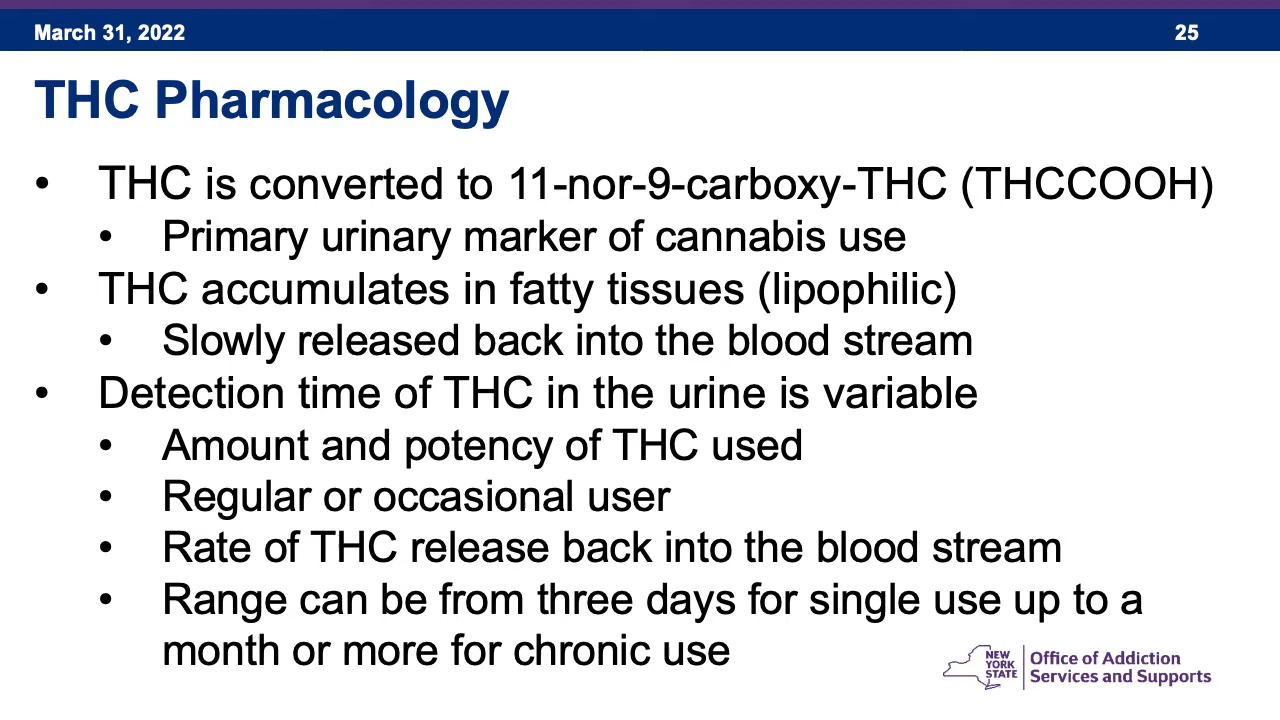 March 31, 2022
25
THC Pharmacology
• THC is converted to 11-nor-9-carboxy-THC (THCCOOH)
• Primary urinary marker of cannabis use
• THC accumulates in fatty tissues (lipophilic)
• Slowly released back into the blood stream
• Detection time of THC in the urine is variable
• Amount and potency of THC used
• Regular or occasional user
• Rate of THC release back into the blood stream
• Range can be from three days for single use up to a
month or more for chronic use
NEW
YORK
STATE
Office of Addiction
Services and Supports